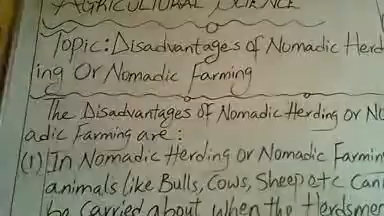 AGRICULTURAL SCIENCE
Topic: Disadvantages of Nomadic Herd
ing Or Nomadic Farming
The Disadvantages of Nomadic Herding or No
adic Farming are:
(1) In Nomadic Herding or Nomadic Farmin
animals like Bulls, Cows, Sheep etc Can
be Carried about when the Herdsme